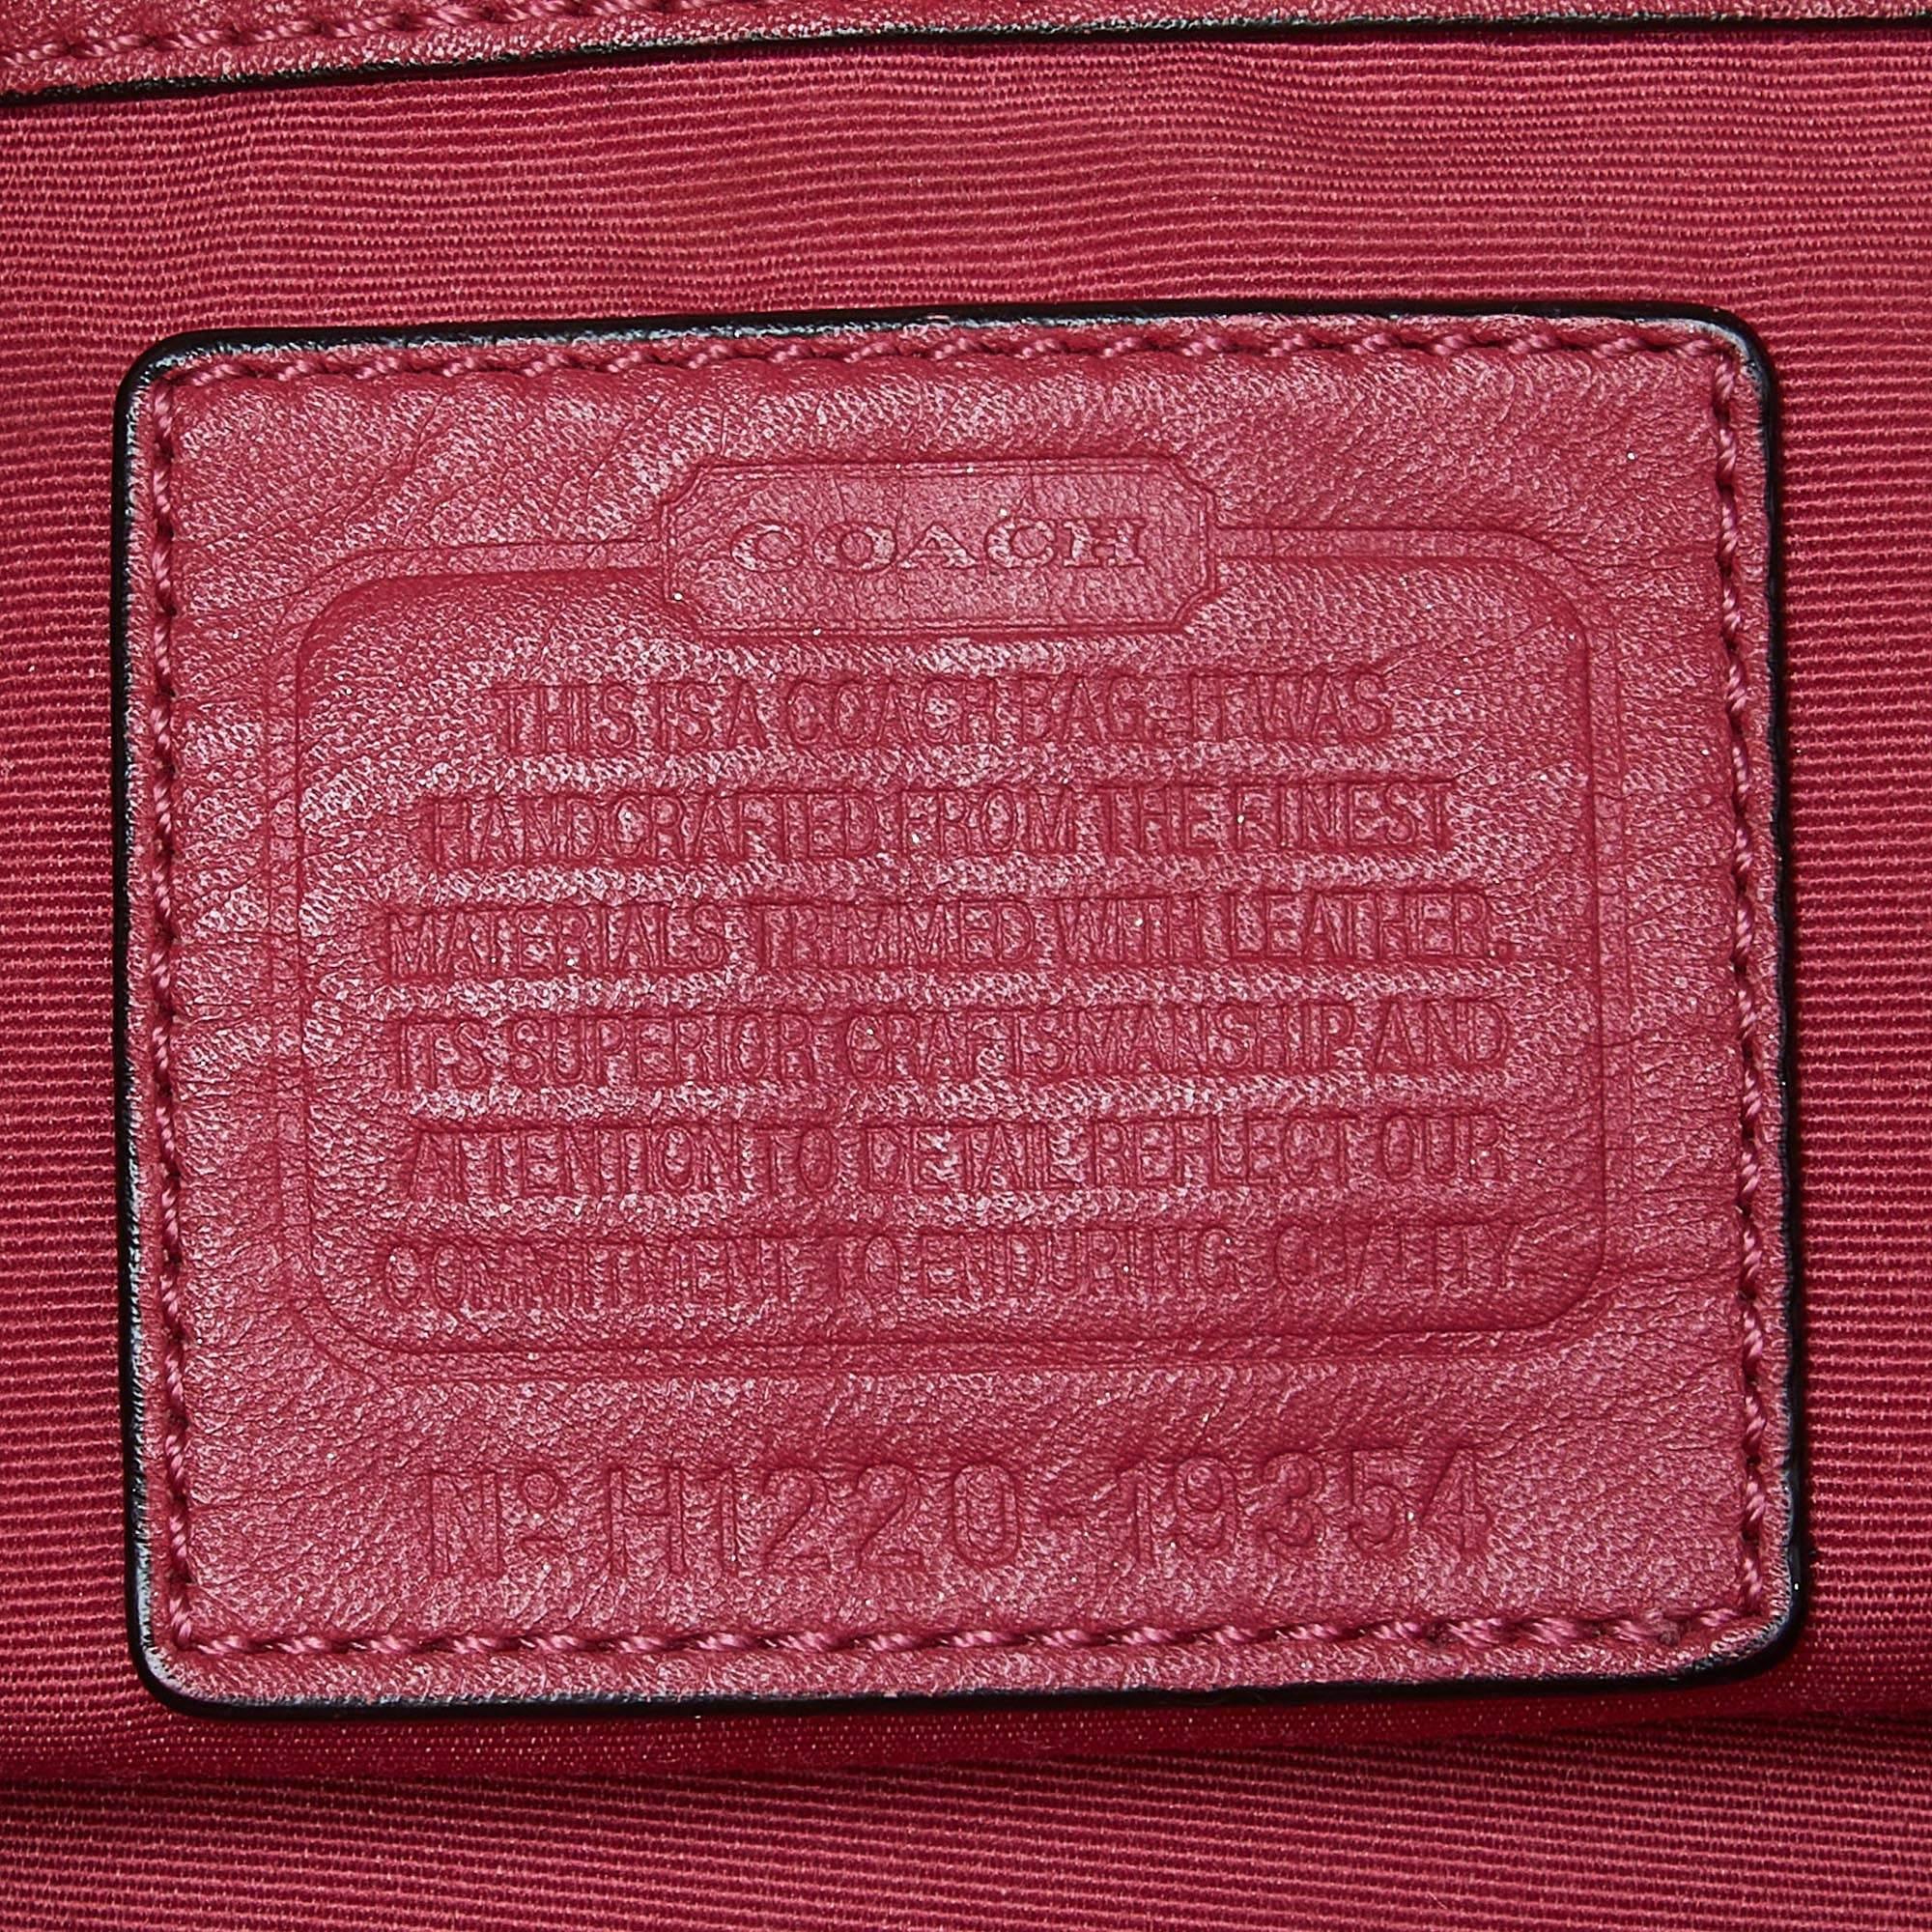 COACH
THIS IS A COACH BAG. IT WAS
HANDCRAFTED FROM THE FINEST
MATERIALS TRIMMED WITH LEATHER.
ITS SUPERIOR CRAFTSMANSHIP AND
ATTENTION TO DETAIL REFLECT OUR
COMMITMENT TO ENDURING QUALITY.
Nº H1220-19354